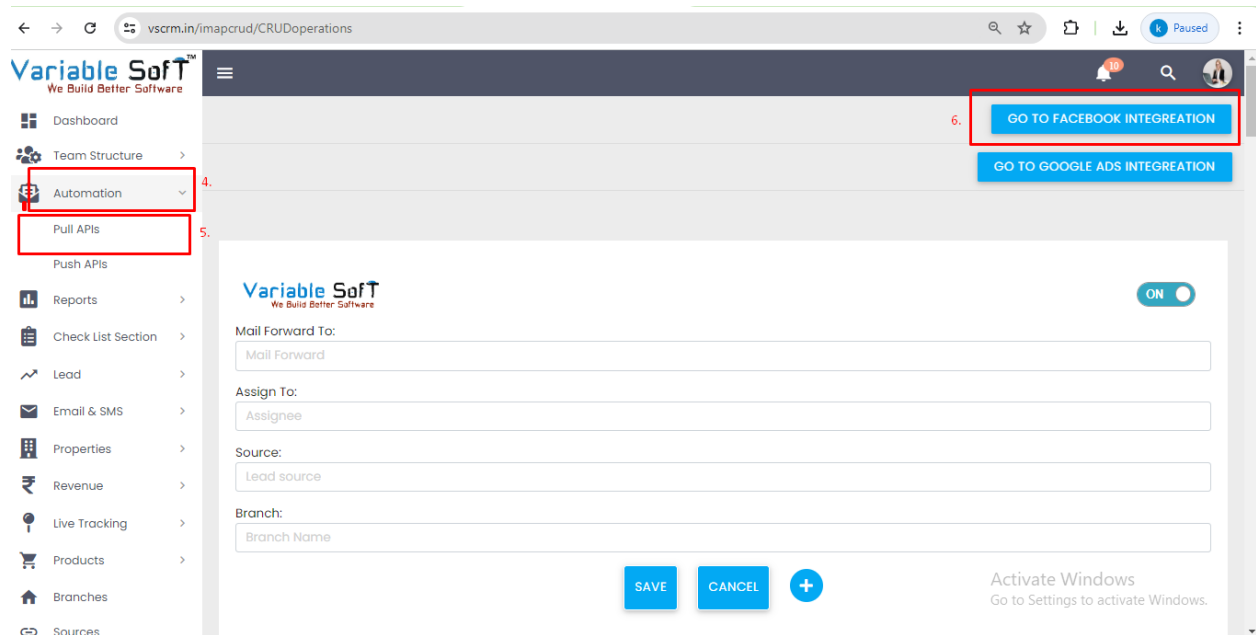 vscrm.in/imapcrud/CRUDoperations
k Paused
Variable SofT™
We Build Better Software
10
Dashboard
6. GO TO FACEBOOK INTEGREATION
Team Structure
GO TO GOOGLE ADS INTEGREATION
Automation 4.
Pull APIs 5.
Push APIs
Reports
Check List Section
Lead
Email & SMS
Properties
Revenue
Live Tracking
Products
Branches
Sources
Variable SofT
We Build Better Software
ON
Mail Forward To:
Mail Forward
Assign To:
Assignee
Source:
Lead source
Branch:
Branch Name
SAVE CANCEL +
Activate Windows
Go to Settings to activate Windows.